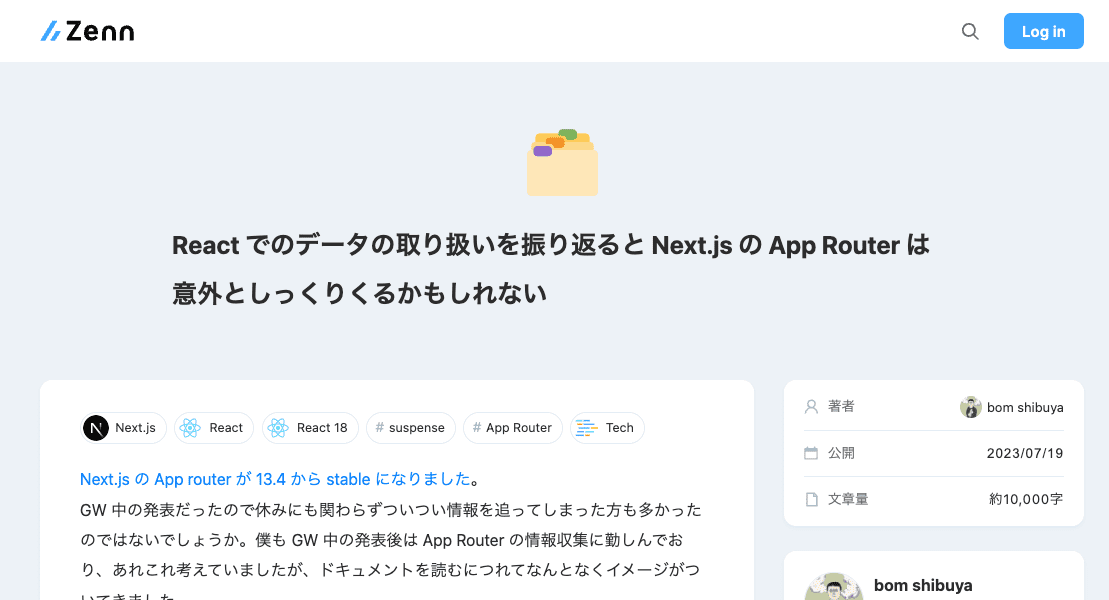 Zenn
Log in
React でのデータの取り扱いを振り返ると Next.js の App Router は
意外としっくりくるかもしれない
N Next.js
React
React 18
# suspense
# App Router
Tech
Next.js の App router が 13.4 から stable になりました。
GW 中の発表だったので休みにも関わらずついつい情報を追ってしまった方も多かった
のではないでしょうか。僕も GW 中の発表後は App Router の情報収集に勤しんでお
り、あれこれ考えていましたが、ドキュメントを読むにつれてなんとなくイメージがつ
いてきました
著者
bom shibuya
公開
2023/07/19
文章量
約10,000字
bom shibuya